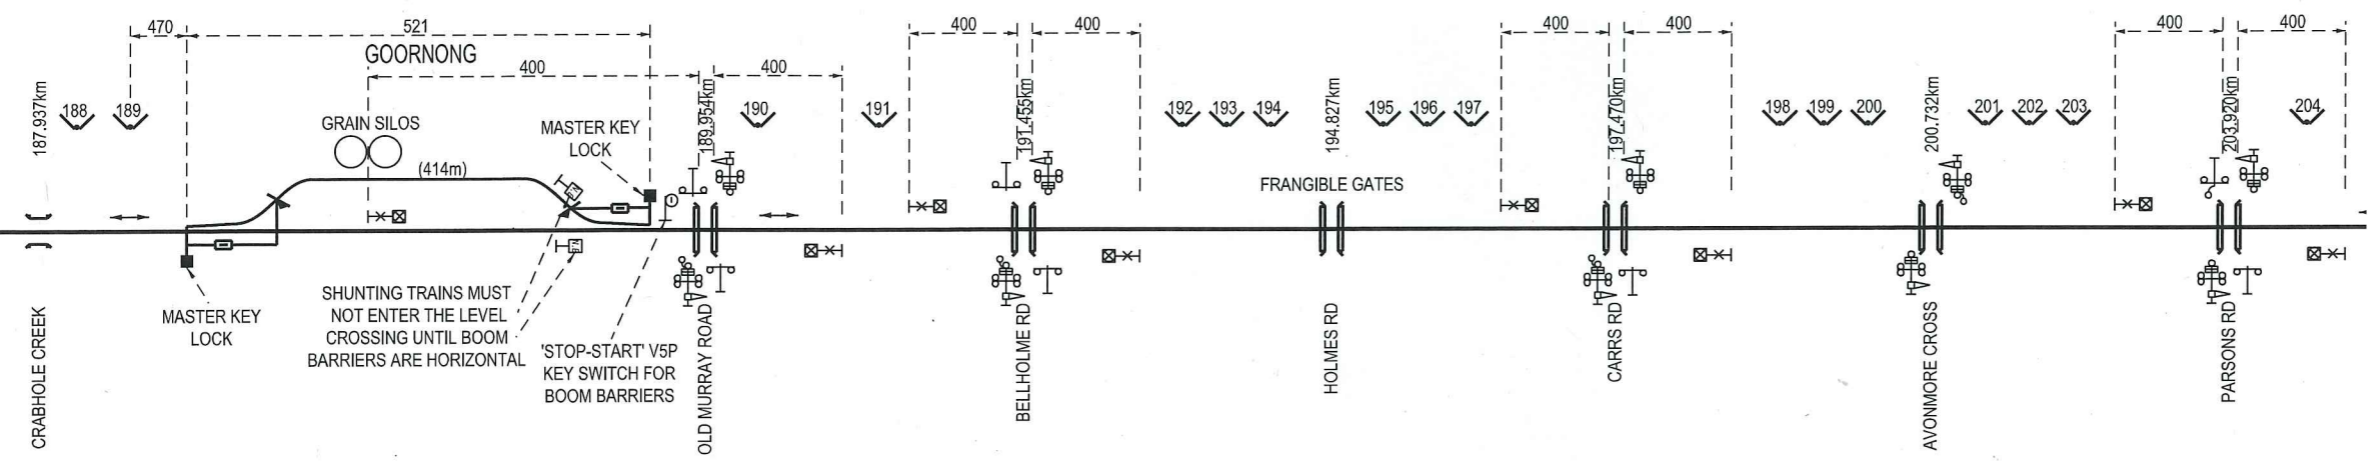 470
521
GOORNONG
400
400
400
400
400
400
400
400
187.937km
188
189
189.954km
190
191
191.455km
192
193
194
194.827km
195
196
197
197.470km
198
199
200
200.732km
201
202
203
203.920km
204
GRAIN SILOS
MASTER KEY
LOCK
(414m)
FRANGIBLE GATES
MASTER KEY
LOCK
SHUNTING TRAINS MUST
NOT ENTER THE LEVEL
CROSSING UNTIL BOOM
BARRIERS ARE HORIZONTAL
'STOP-START' V5P
KEY SWITCH FOR
BOOM BARRIERS
CRABHOLE CREEK
OLD MURRAY ROAD
BELLHOLME RD
HOLMES RD
CARRS RD
AVONMORE CROSS
PARSONS RD